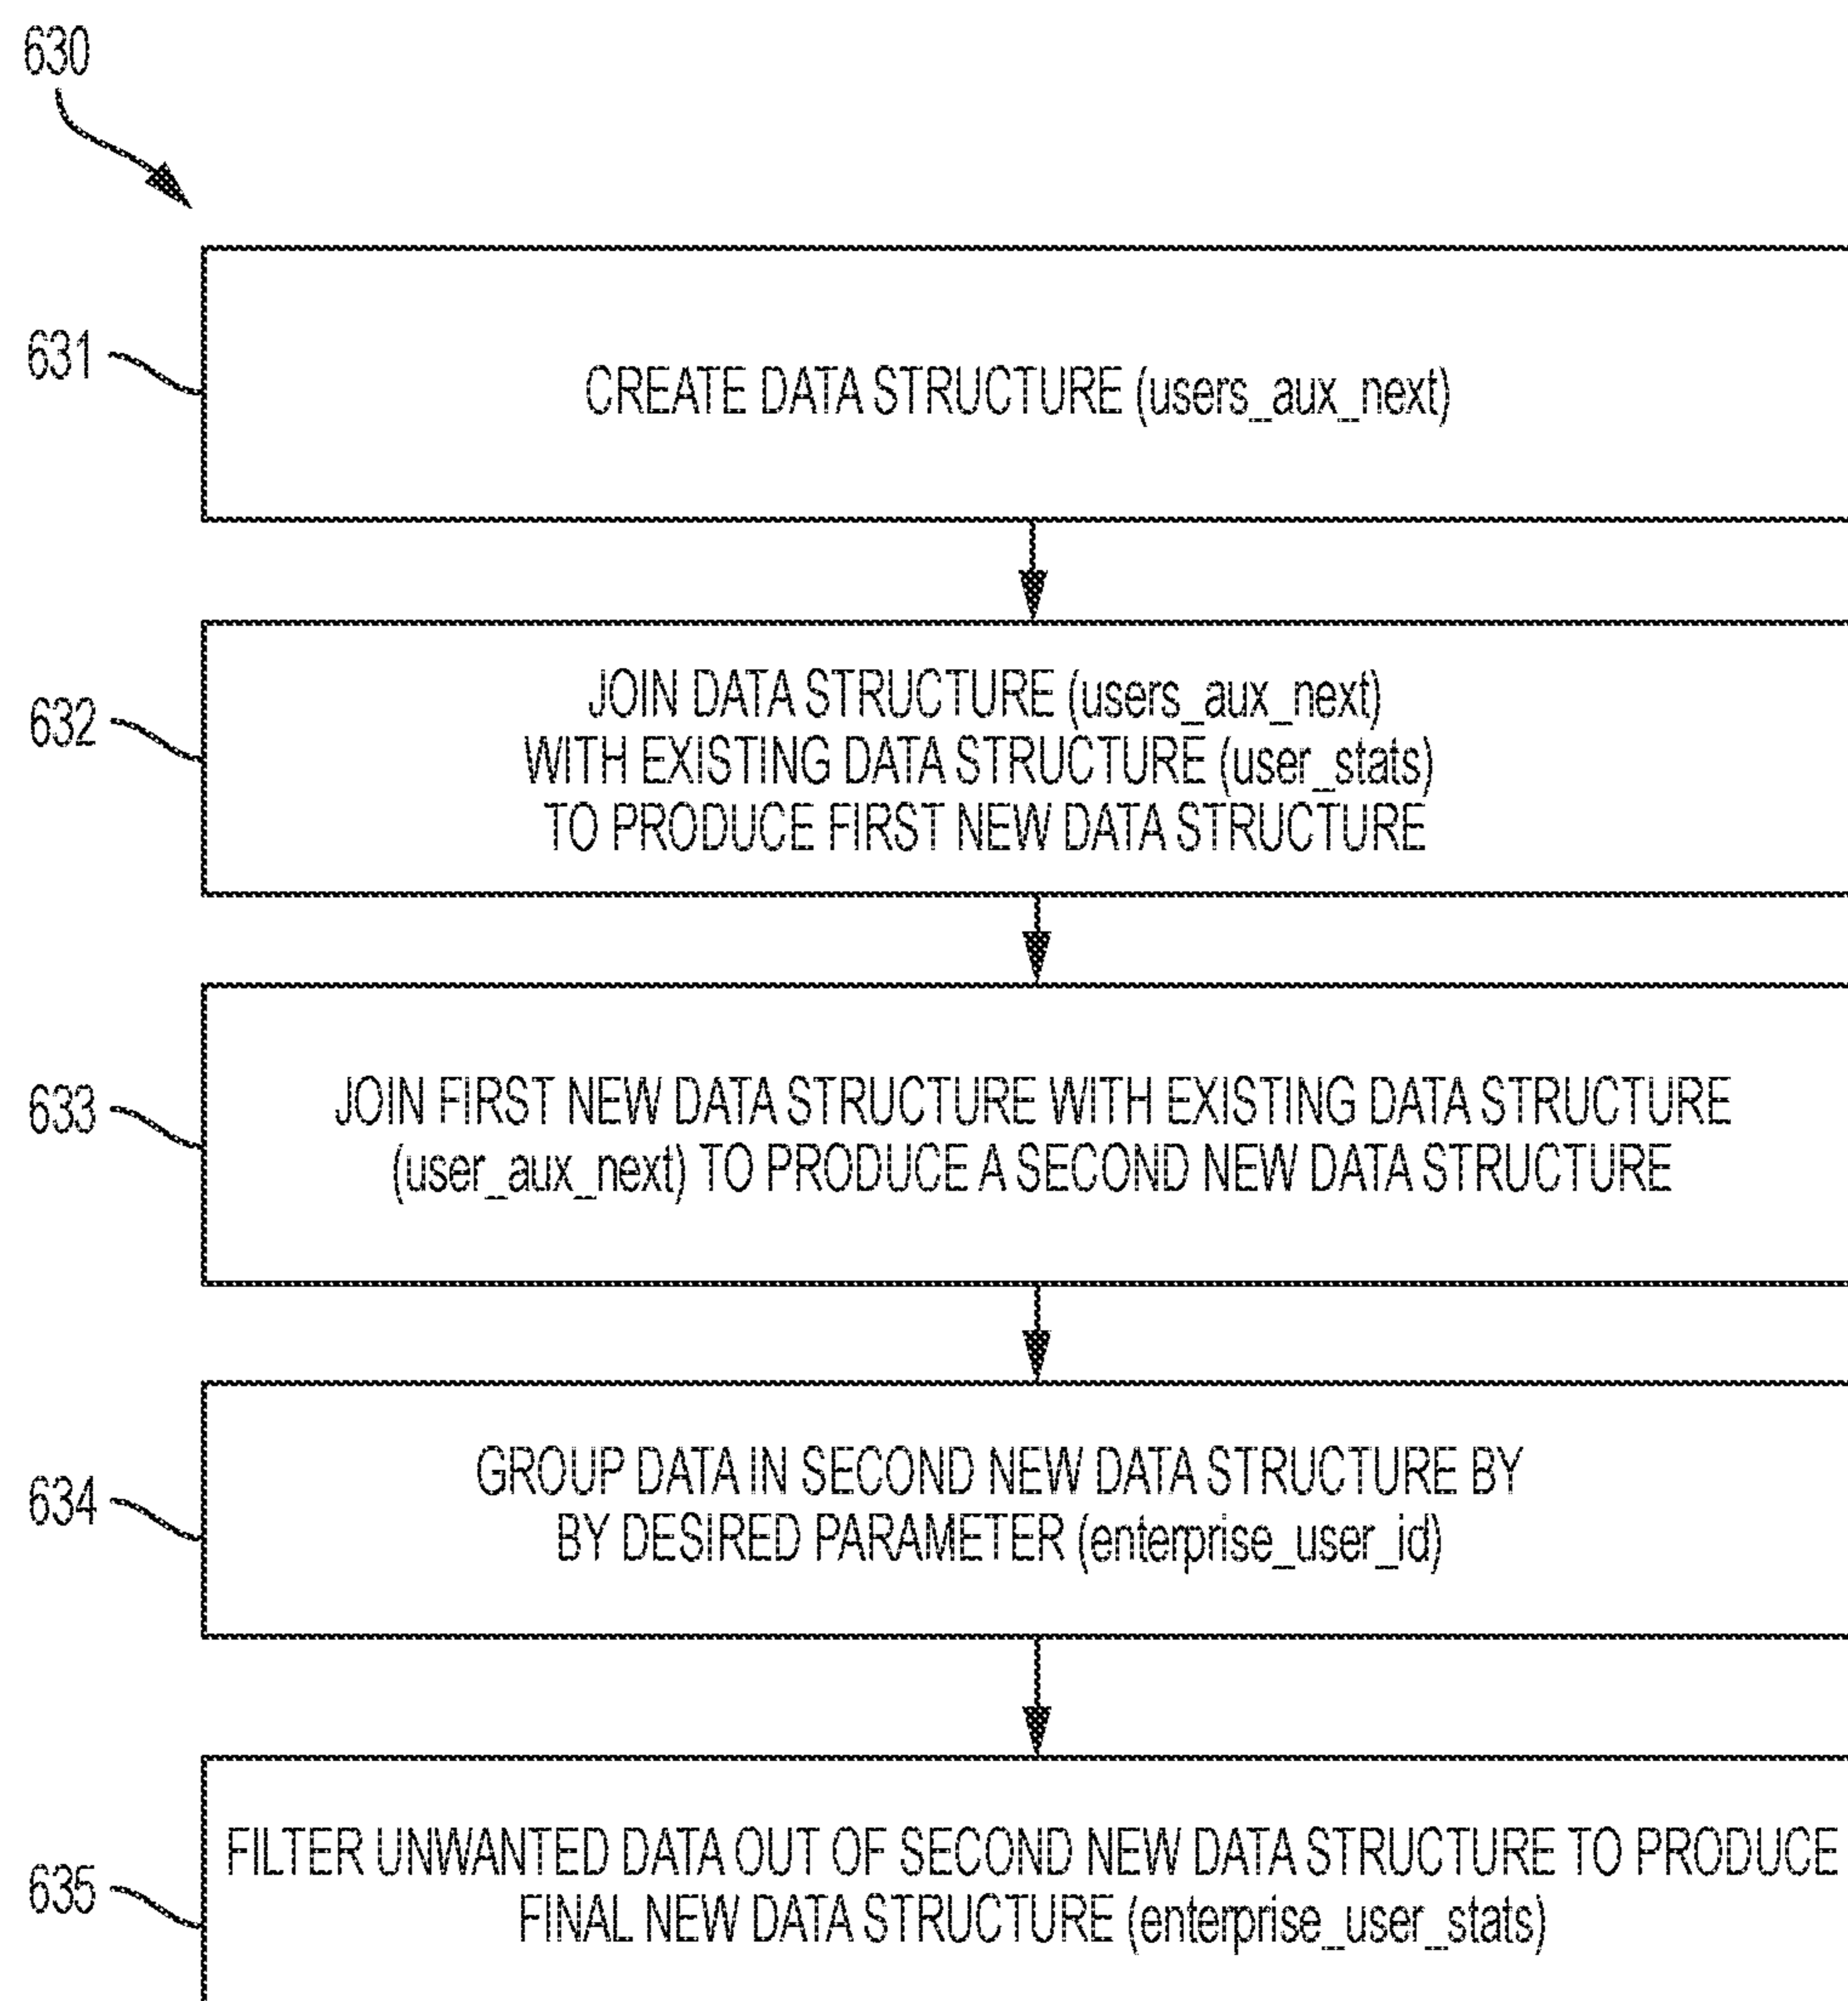 630
631
CREATE DATA STRUCTURE (users_aux_next)
632
JOIN DATA STRUCTURE (users_aux_next)
WITH EXISTING DATA STRUCTURE (user_stats)
TO PRODUCE FIRST NEW DATA STRUCTURE
633
JOIN FIRST NEW DATA STRUCTURE WITH EXISTING DATA STRUCTURE
(user_aux_next) TO PRODUCE A SECOND NEW DATA STRUCTURE
634
GROUP DATA IN SECOND NEW DATA STRUCTURE BY
BY DESIRED PARAMETER (enterprise_user_id)
635
FILTER UNWANTED DATA OUT OF SECOND NEW DATA STRUCTURE TO PRODUCE
FINAL NEW DATA STRUCTURE (enterprise_user_stats)